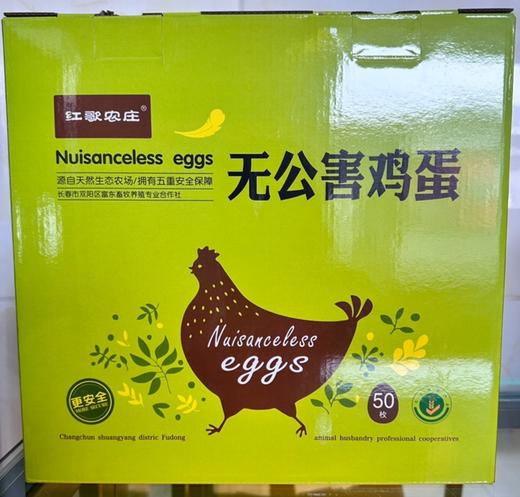 红歌农庄®
Nuisanceless eggs
源自天然生态农场/拥有五重安全保障
长春市双阳区富东畜牧养殖专业合作社
无公害鸡蛋
Nuisanceless
eggs
更安全
MORE SECURE
50
枚
Changchun shuangyang distric Fudong
animal husbandry professional cooperatives